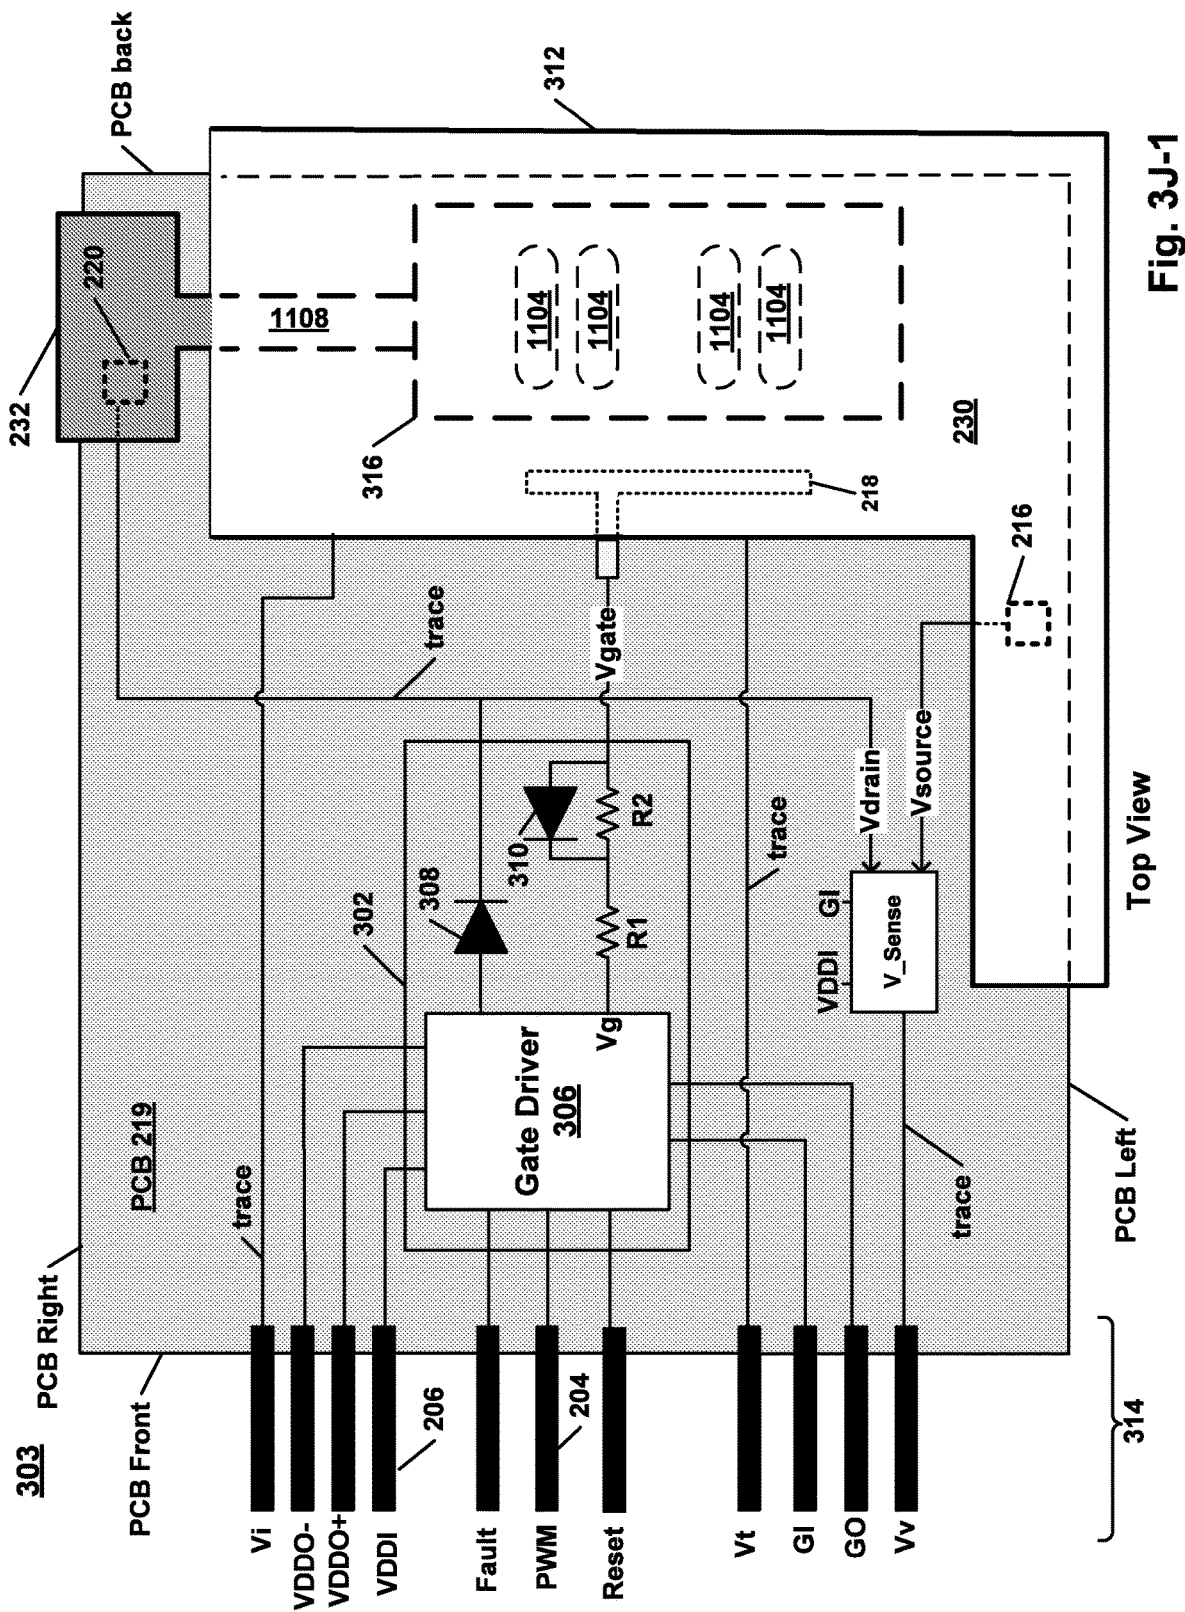 303
PCB Right
PCB Front
PCB 219
PCB back
PCB Left
232
220
312
1108
316
1104
1104
1104
1104
230
218
216
trace
trace
trace
trace
Vgate
Vdrain
Vsource
302
308
310
R1
R2
Vg
Gate Driver
306
VDDI
GI
V_Sense
Vi
VDDO-
VDDO+
VDDI
206
Fault
PWM
204
Reset
Vt
GI
GO
Vv
314
Top View
Fig. 3J-1